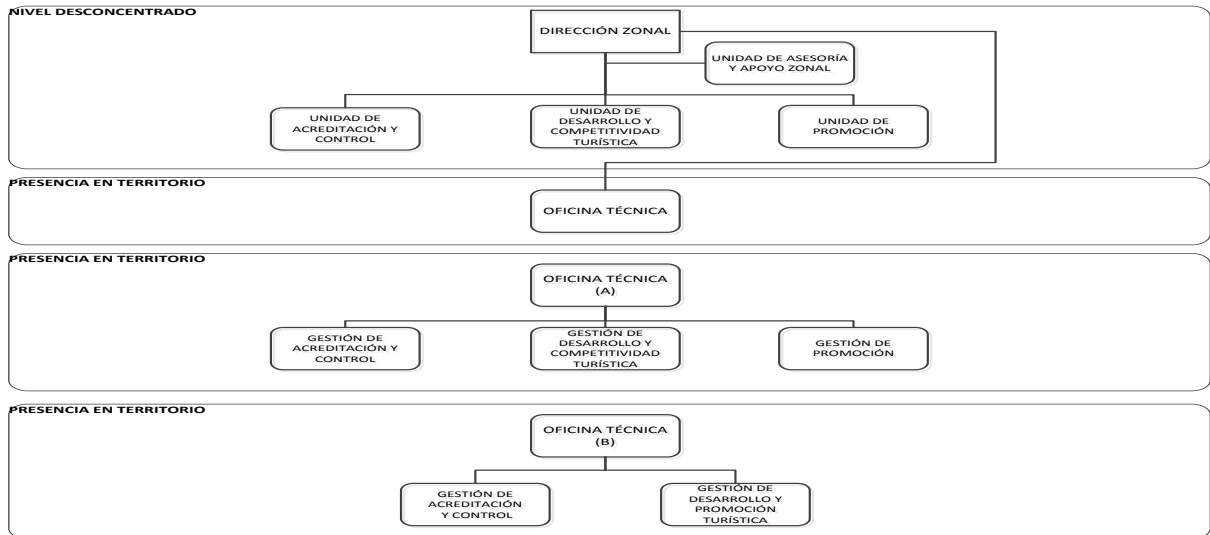 NIVEL DESCONCENTRADO
DIRECCIÓN ZONAL
UNIDAD DE ASESORÍA
Y APOYO ZONAL
UNIDAD DE
ACREDITACIÓN Y
CONTROL
UNIDAD DE
DESARROLLO Y
COMPETITIVIDAD
TURÍSTICA
UNIDAD DE
PROMOCIÓN
PRESENCIA EN TERRITORIO
OFICINA TÉCNICA
PRESENCIA EN TERRITORIO
OFICINA TÉCNICA
(A)
GESTIÓN DE
ACREDITACIÓN Y
CONTROL
GESTIÓN DE
DESARROLLO Y
COMPETITIVIDAD
TURÍSTICA
GESTIÓN DE
PROMOCIÓN
PRESENCIA EN TERRITORIO
OFICINA TÉCNICA
(B)
GESTIÓN DE
ACREDITACIÓN
Y CONTROL
GESTIÓN DE
DESARROLLO Y
PROMOCIÓN
TURÍSTICA